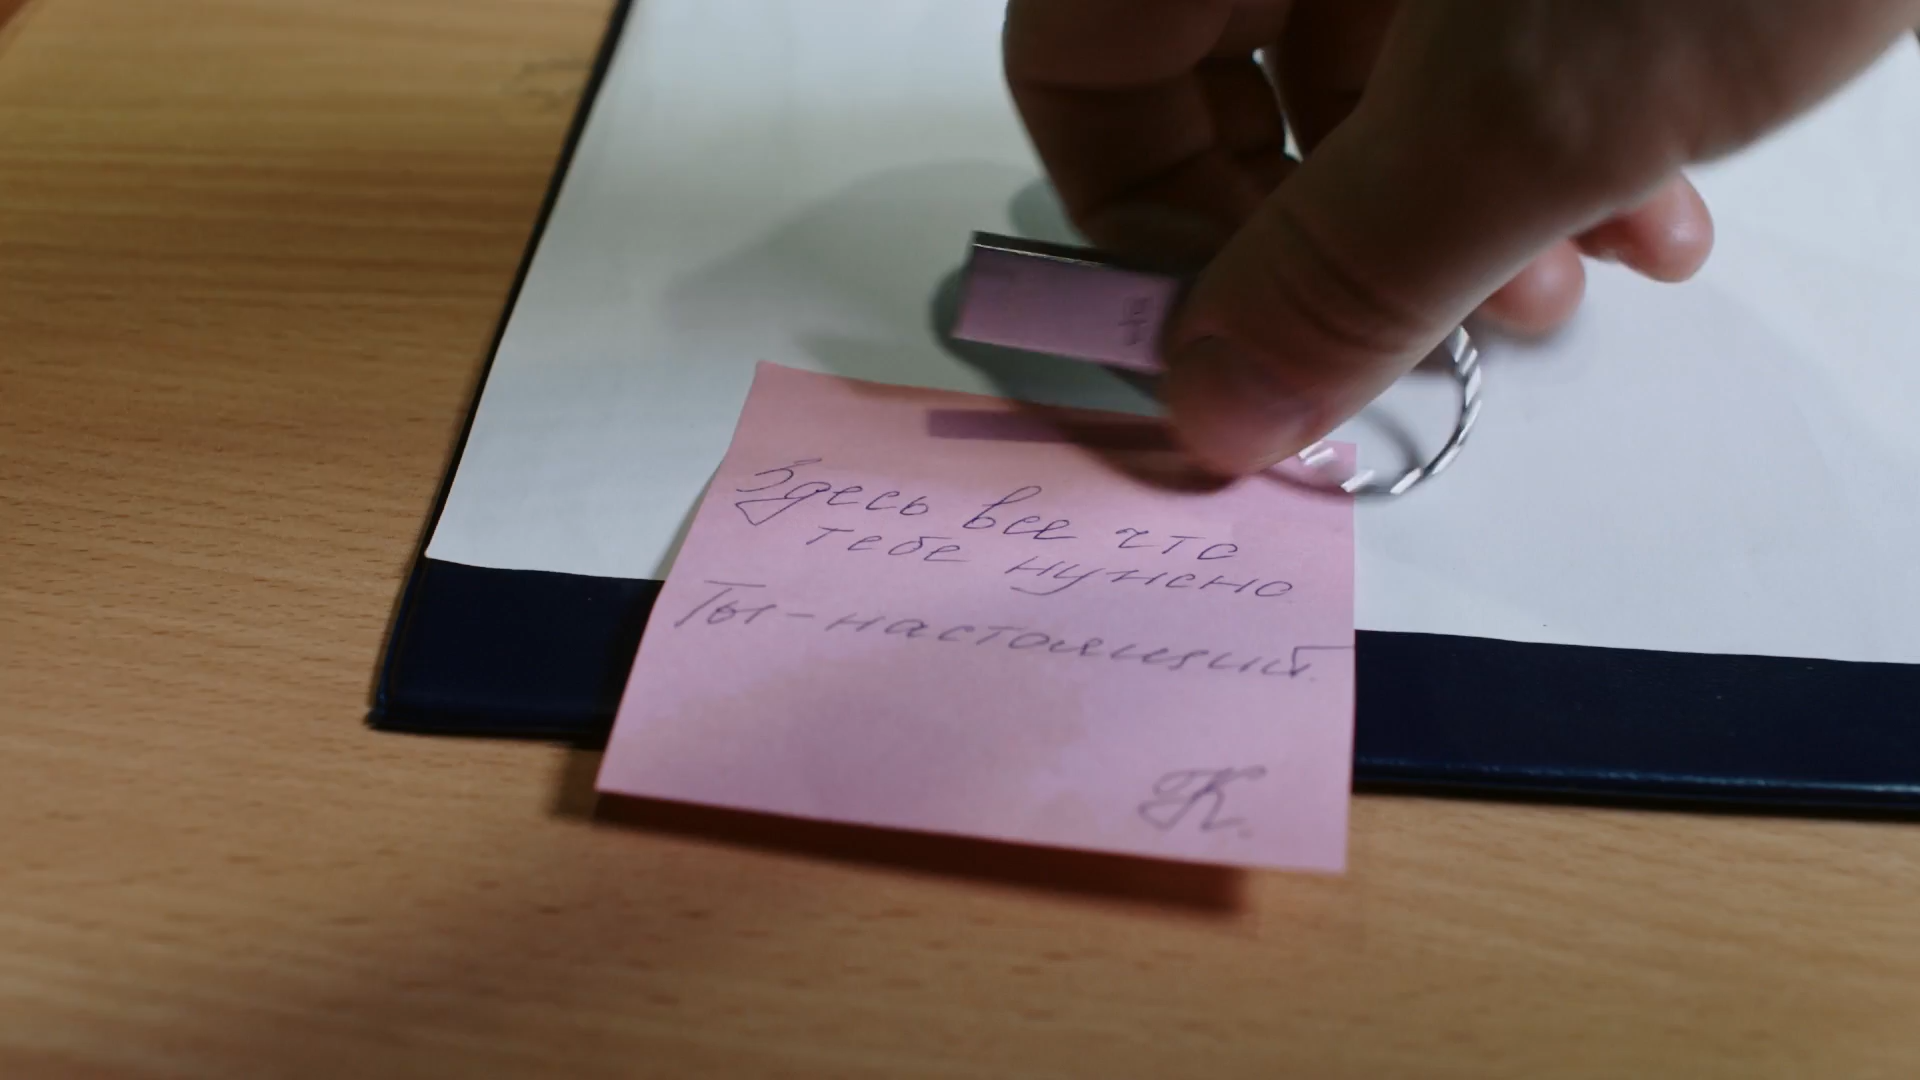 Здесь все что
тебе нужно
Ты - настоящий.
К.